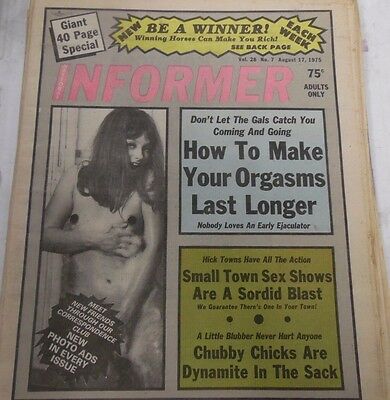 Giant
40 Page
Special
NEW
BE A WINNER!
Winning Horses Can Make You Rich!
SEE BACK PAGE
EACH
WEEK
Vol. 26 No. 7 August 17, 1975
INFORMER
75¢
ADULTS
ONLY
Don't Let The Gals Catch You
Coming And Going
How To Make
Your Orgasms
Last Longer
Nobody Loves An Early Ejaculator
Hick Towns Have All The Action
Small Town Sex Shows
Are A Sordid Blast
We Guarantee There's One In Your Town!
A Little Blubber Never Hurt Anyone
Chubby Chicks Are
Dynamite In The Sack
MEET
NEW FRIENDS
THROUGH OUR
CORRESPONDENCE
CLUB
NEW
PHOTO ADS
IN EVERY
ISSUE